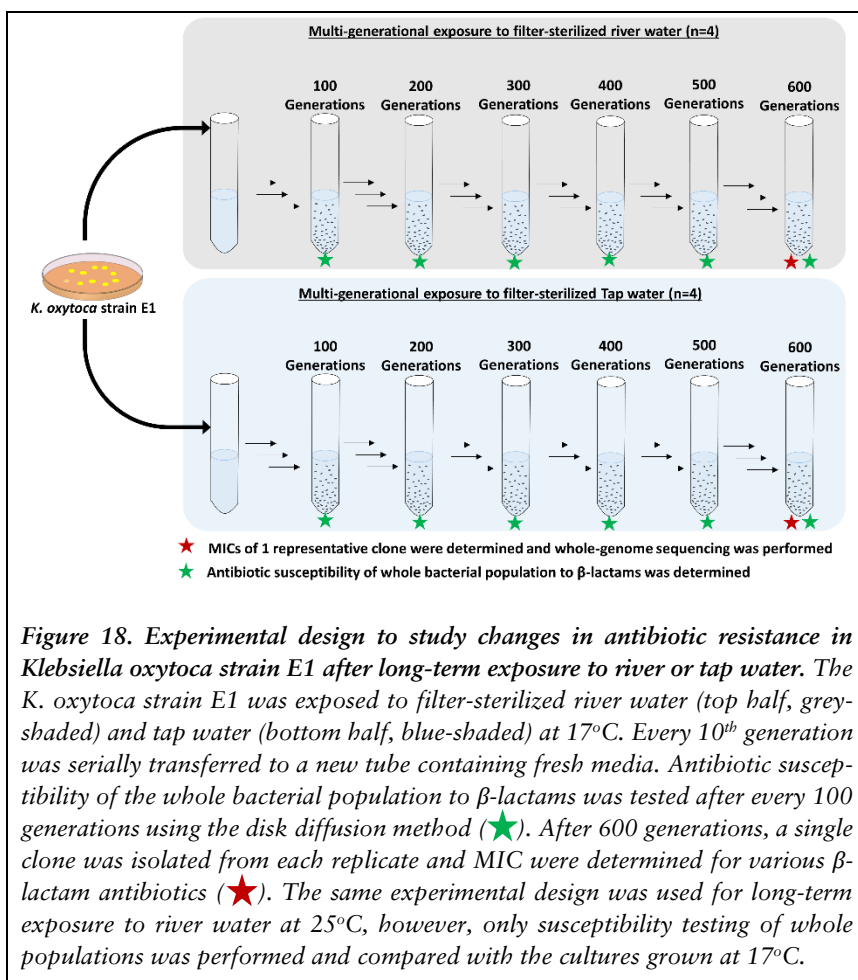 Multi-generational exposure to filter-sterilized river water (n=4)
100 Generations
200 Generations
300 Generations
400 Generations
500 Generations
600 Generations
K. oxytoca strain E1
Multi-generational exposure to filter-sterilized Tap water (n=4)
100 Generations
200 Generations
300 Generations
400 Generations
500 Generations
600 Generations
MICs of 1 representative clone were determined and whole-genome sequencing was performed
Antibiotic susceptibility of whole bacterial population to β-lactams was determined
Figure 18. Experimental design to study changes in antibiotic resistance in
Klebsiella oxytoca strain E1 after long-term exposure to river or tap water. The
K. oxytoca strain E1 was exposed to filter-sterilized river water (top half, grey-
shaded) and tap water (bottom half, blue-shaded) at 17°C. Every 10th generation
was serially transferred to a new tube containing fresh media. Antibiotic suscep-
tibility of the whole bacterial population to β-lactams was tested after every 100
generations using the disk diffusion method (★). After 600 generations, a single
clone was isolated from each replicate and MIC were determined for various β-
lactam antibiotics (★). The same experimental design was used for long-term
exposure to river water at 25°C, however, only susceptibility testing of whole
populations was performed and compared with the cultures grown at 17°C.